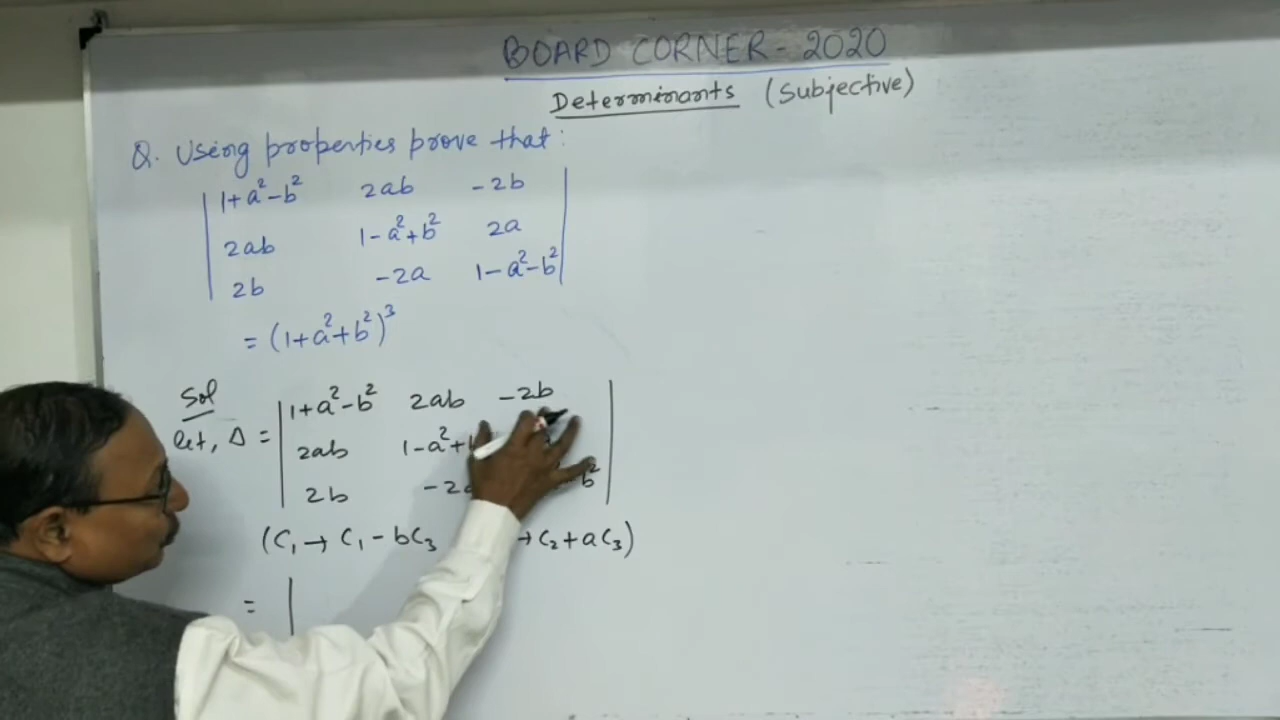 BOARD CORNER - 2020
Determinants (Subjective)
Q. Using properties prove that:
1+a²-b² 2ab -2b
2ab 1-a²+b² 2a
2b -2a 1-a²-b²
= (1+a²+b²)³
Sol
let, Δ = 1+a²-b² 2ab -2b
2ab 1-a²+
2b -2 b²
(C₁ → C₁ - bC₃ → C₂ + aC₃)
=